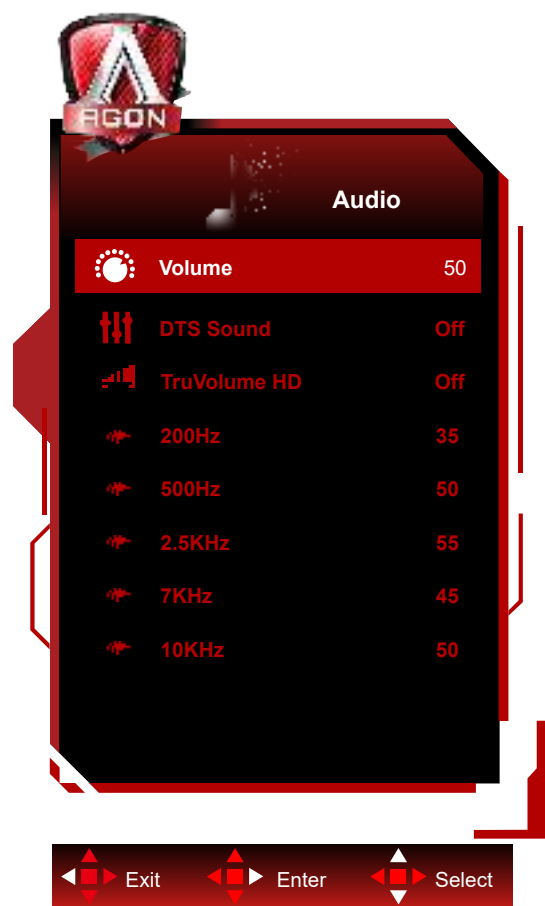 AGON
Audio
Volume 50
DTS Sound Off
TruVolume HD Off
200Hz 35
500Hz 50
2.5KHz 55
7KHz 45
10KHz 50
Exit Enter Select